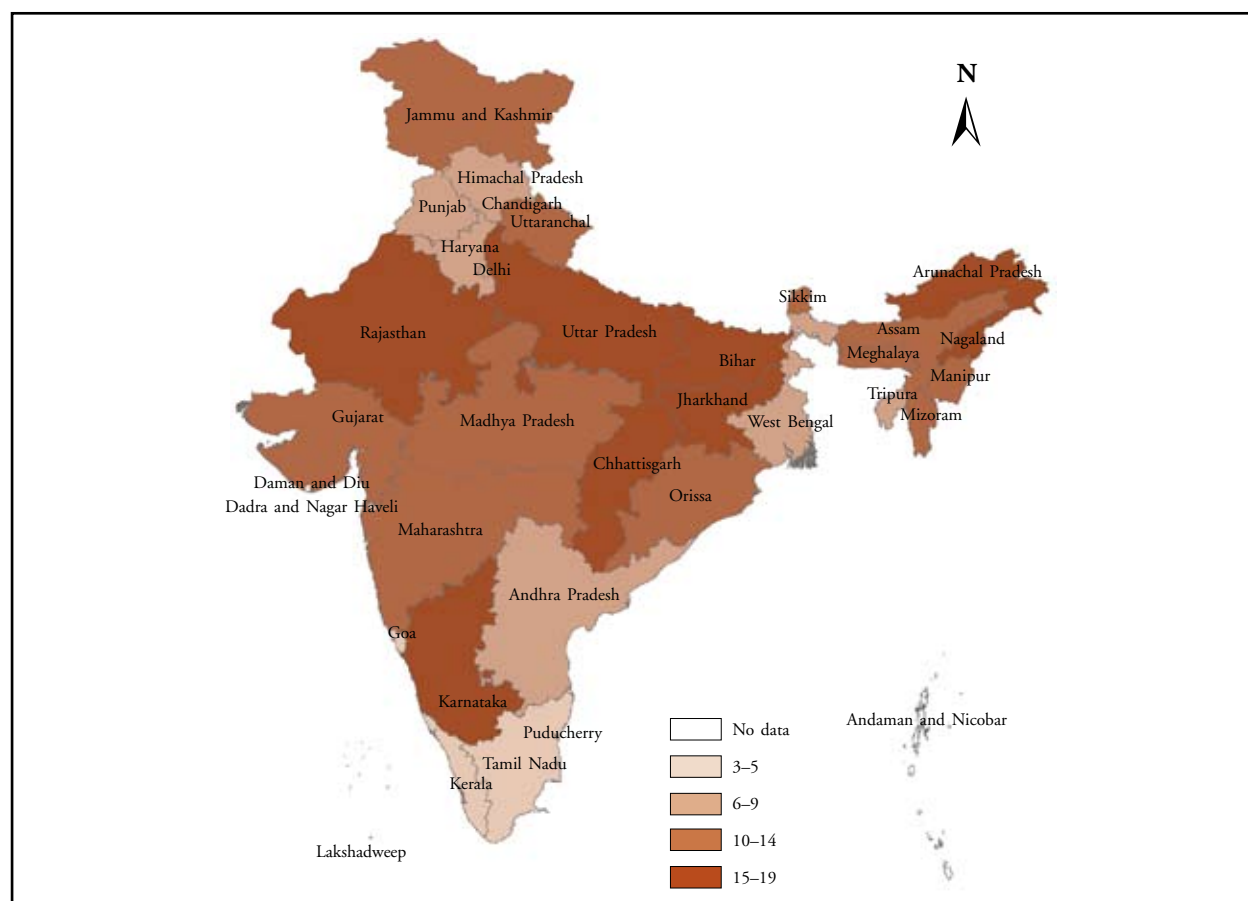 N
Jammu and Kashmir
Himachal Pradesh
Chandigarh
Punjab
Uttaranchal
Haryana
Delhi
Arunachal Pradesh
Sikkim
Rajasthan
Uttar Pradesh
Assam
Nagaland
Bihar
Meghalaya
Manipur
Jharkhand
Tripura
Gujarat
Madhya Pradesh
West Bengal
Mizoram
Chhattisgarh
Daman and Diu
Orissa
Dadra and Nagar Haveli
Maharashtra
Andhra Pradesh
Goa
Karnataka
Andaman and Nicobar
Puducherry
Tamil Nadu
Kerala
Lakshadweep
No data
3–5
6–9
10–14
15–19